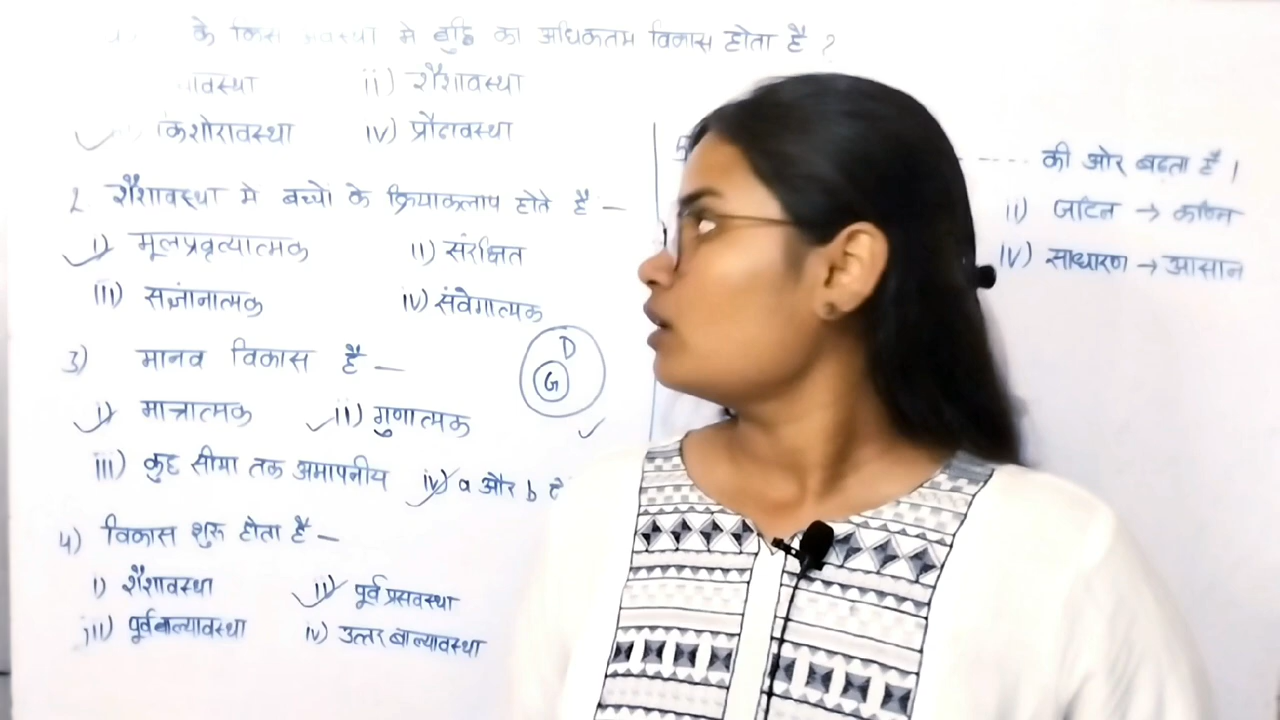 के किस अवस्था मे बुद्धि का अधिकतम विकास होता है ?
ii) शैशावस्था
किशोरावस्था iv) प्रौढावस्था
2. शैशावस्था मे बच्चो के क्रियाकलाप होते है –
i) मूलप्रवृत्यात्मक ii) संरक्षित
iii) सज्ञांनात्मक iv) संवेगात्मक
3) मानव विकास है –
D
G
i) मात्रात्मक ii) गुणात्मक
iii) कुछ सीमा तक अमापनीय iv) a और b
4) विकास शुरू होता है –
i) शैशावस्था ii) पूर्व प्रसवस्था
iii) पूर्वबाल्यावस्था iv) उत्तर बाल्यावस्था
5
---- की ओर बढता है ।
ii) जटिल → कठिन
iv) साधारण → आसान